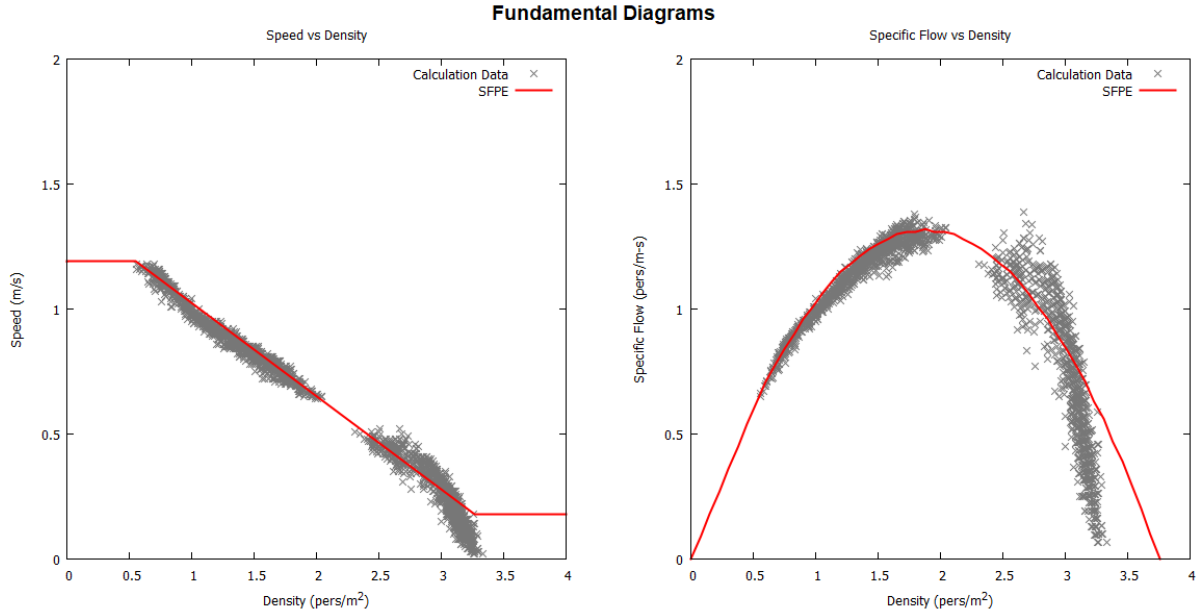 Fundamental Diagrams
Speed vs Density
2
1.5
1
0.5
0
Speed (m/s)
Calculation Data
SFPE
0 0.5 1 1.5 2 2.5 3 3.5 4
Density (pers/m²)
Specific Flow vs Density
2
1.5
1
0.5
0
Specific Flow (pers/m-s)
Calculation Data
SFPE
0 0.5 1 1.5 2 2.5 3 3.5 4
Density (pers/m²)